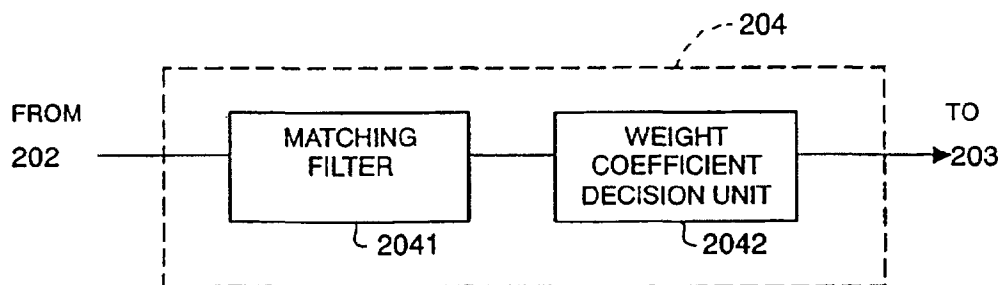 204
FROM
202
MATCHING
FILTER
2041
WEIGHT
COEFFICIENT
DECISION UNIT
2042
TO
203